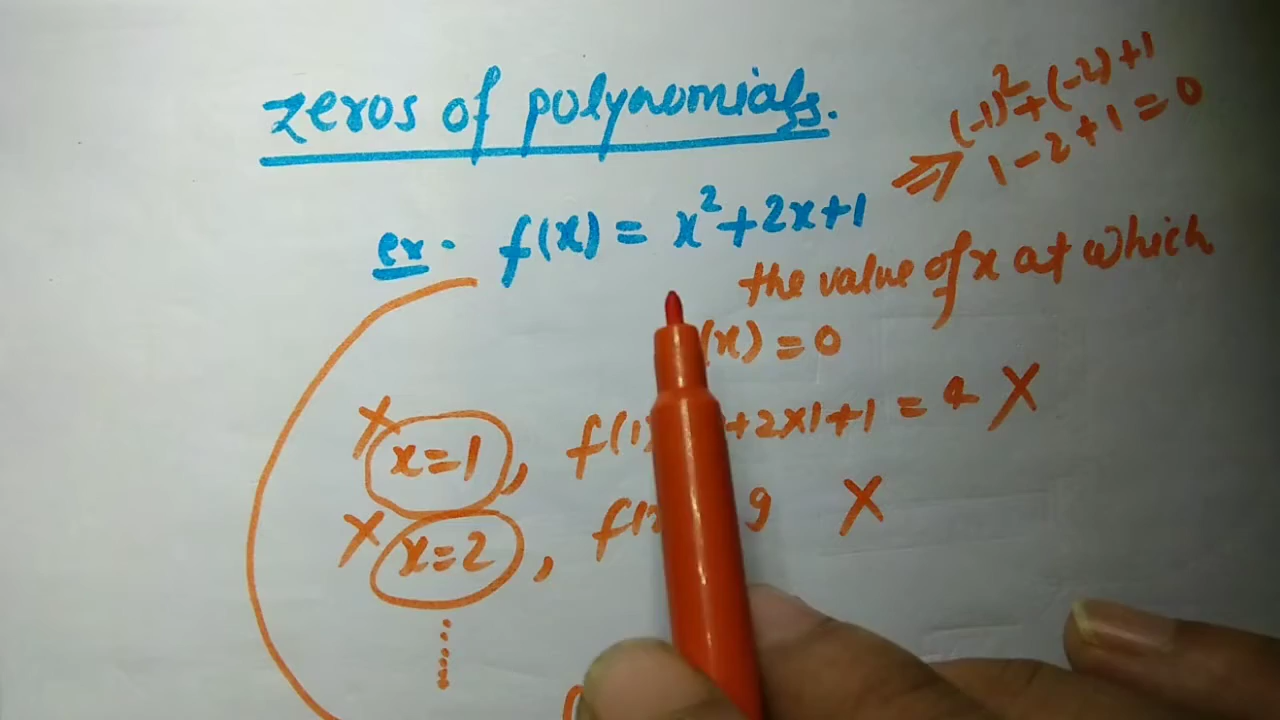 zeros of polynomials.
(-1)²+(-2)+1
1-2+1=0
ex- f(x) = x²+2x+1 ⇒
the value of x at which
(x) = 0
X x=1, f(1) +2x1+1 = 4 X
X x=2, f( 9 X